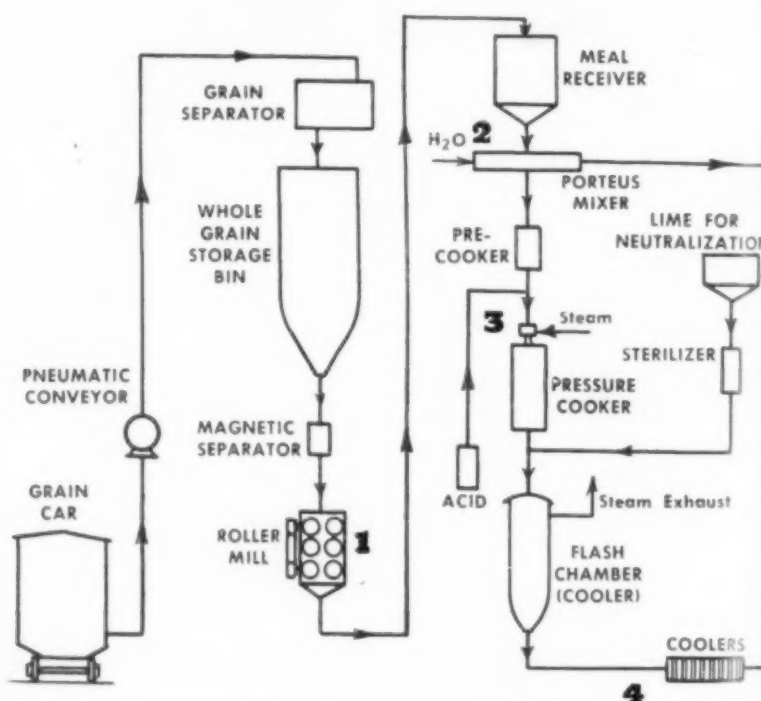 MEAL
RECEIVER
GRAIN
SEPARATOR
2
H₂O
PORTEUS
MIXER
WHOLE
GRAIN
STORAGE
BIN
PRE-
COOKER
LIME FOR
NEUTRALIZATION
3
Steam
STERILIZER
PNEUMATIC
CONVEYOR
PRESSURE
COOKER
MAGNETIC
SEPARATOR
GRAIN
CAR
ACID
Steam Exhaust
ROLLER
MILL
1
FLASH
CHAMBER
(COOLER)
COOLERS
4